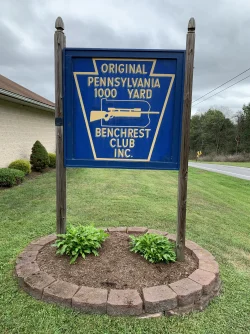 ORIGINAL
PENNSYLVANIA
1000 YARD
BENCHREST
CLUB
INC.